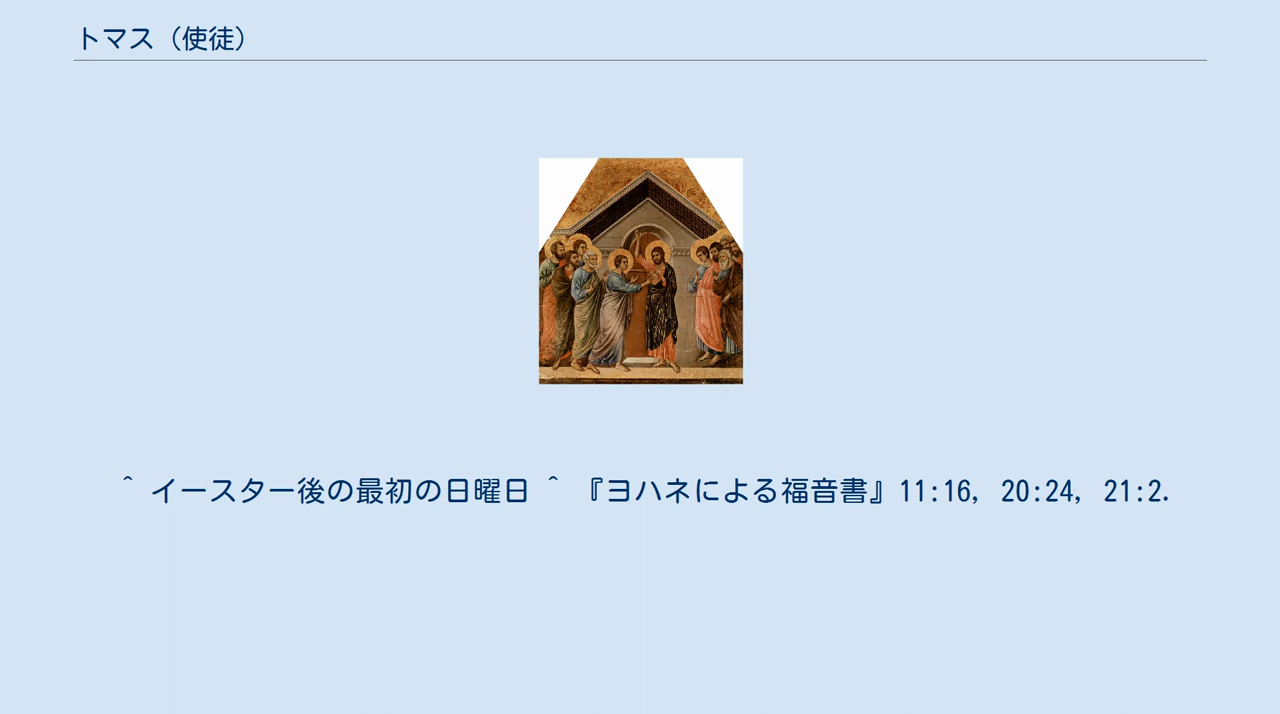 トマス（使徒）
^ イースター後の最初の日曜日 ^ 『ヨハネによる福音書』11:16, 20:24, 21:2.